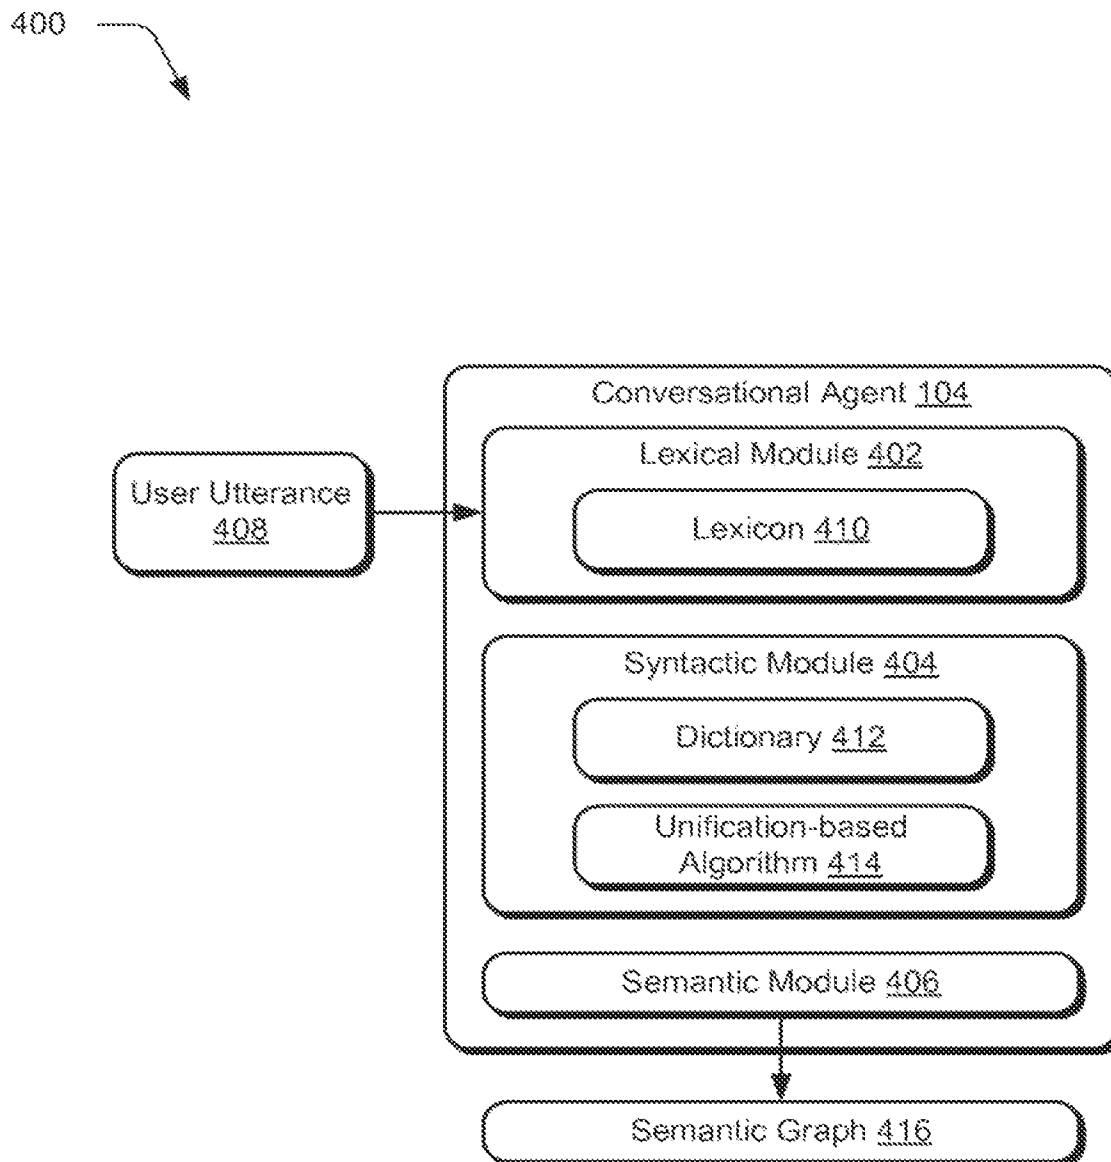 400
Conversational Agent 104
Lexical Module 402
User Utterance
408
Lexicon 410
Syntactic Module 404
Dictionary 412
Unification-based
Algorithm 414
Semantic Module 406
Semantic Graph 416